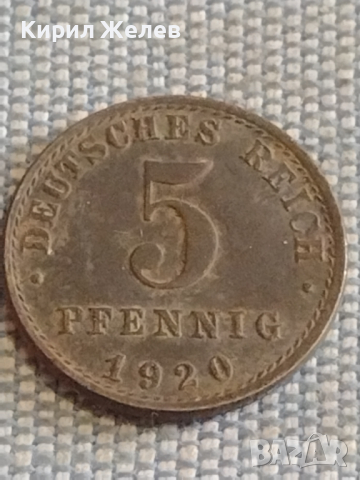 Кирил Желев
· DEUTSCHES REICH ·
5
PFENNIG
1920
BAZAR